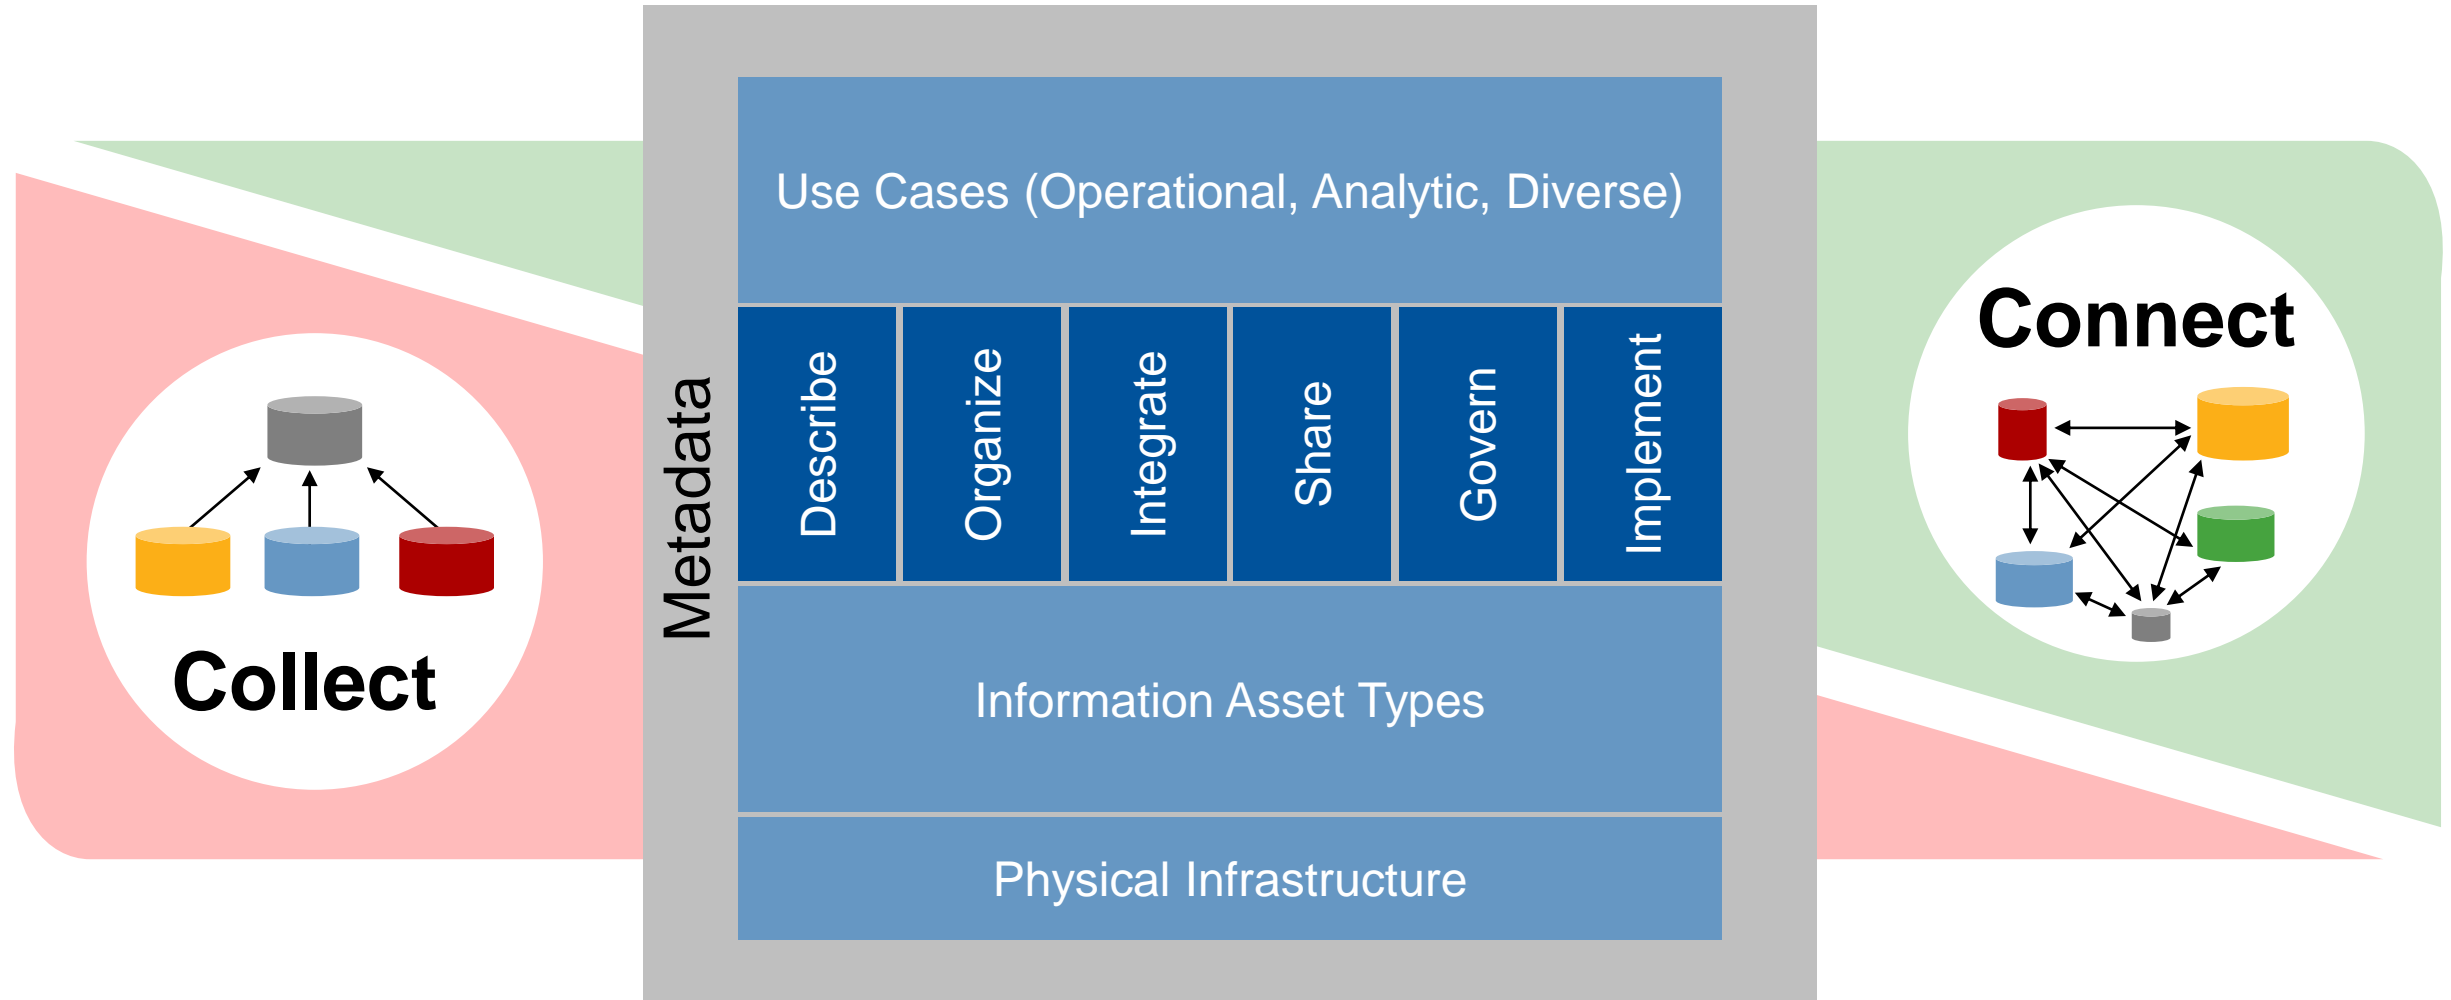 Collect
Metadata
Use Cases (Operational, Analytic, Diverse)
Describe
Organize
Integrate
Share
Govern
Implement
Information Asset Types
Physical Infrastructure
Connect